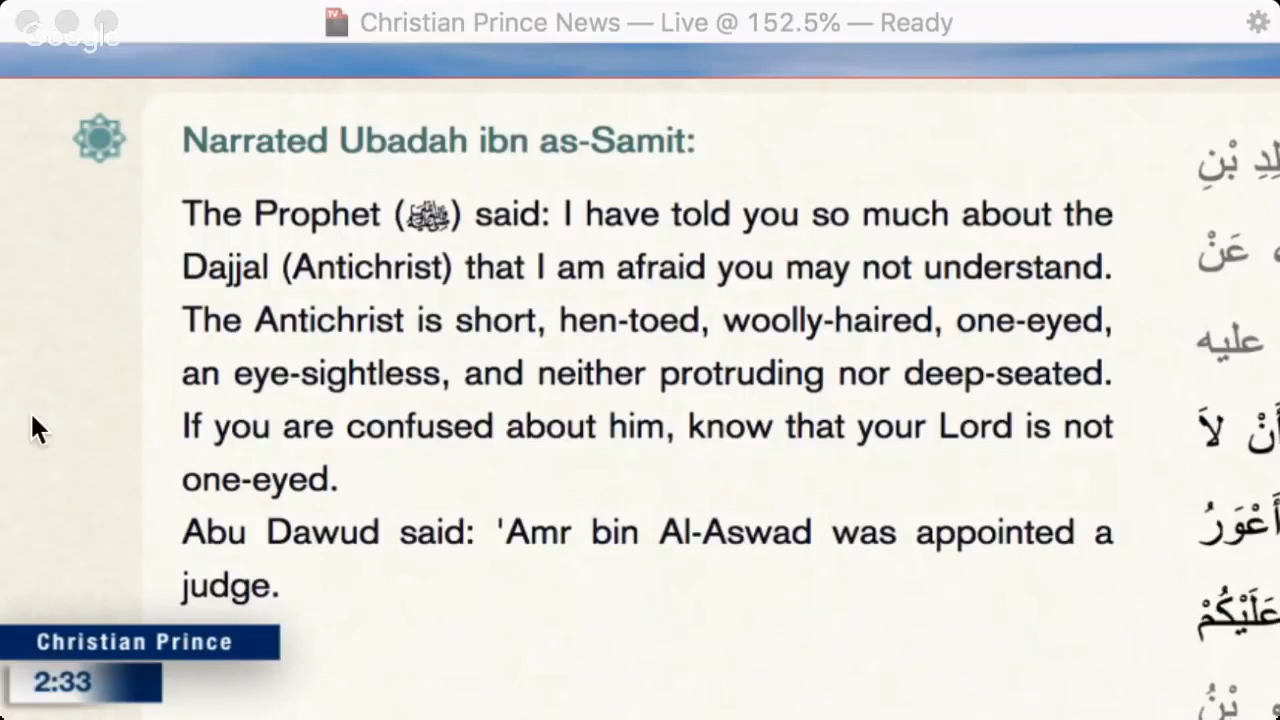 Christian Prince News — Live @ 152.5% — Ready
Google
Narrated Ubadah ibn as-Samit:
The Prophet (ﷺ) said: I have told you so much about the
Dajjal (Antichrist) that I am afraid you may not understand.
The Antichrist is short, hen-toed, woolly-haired, one-eyed,
an eye-sightless, and neither protruding nor deep-seated.
If you are confused about him, know that your Lord is not
one-eyed.
Abu Dawud said: 'Amr bin Al-Aswad was appointed a
judge.
بْنِ
عَنْ
عليه
أَنْ لاَ
أَعْوَرُ
عَلَيْكُمْ
بْنُ
Christian Prince
2:33